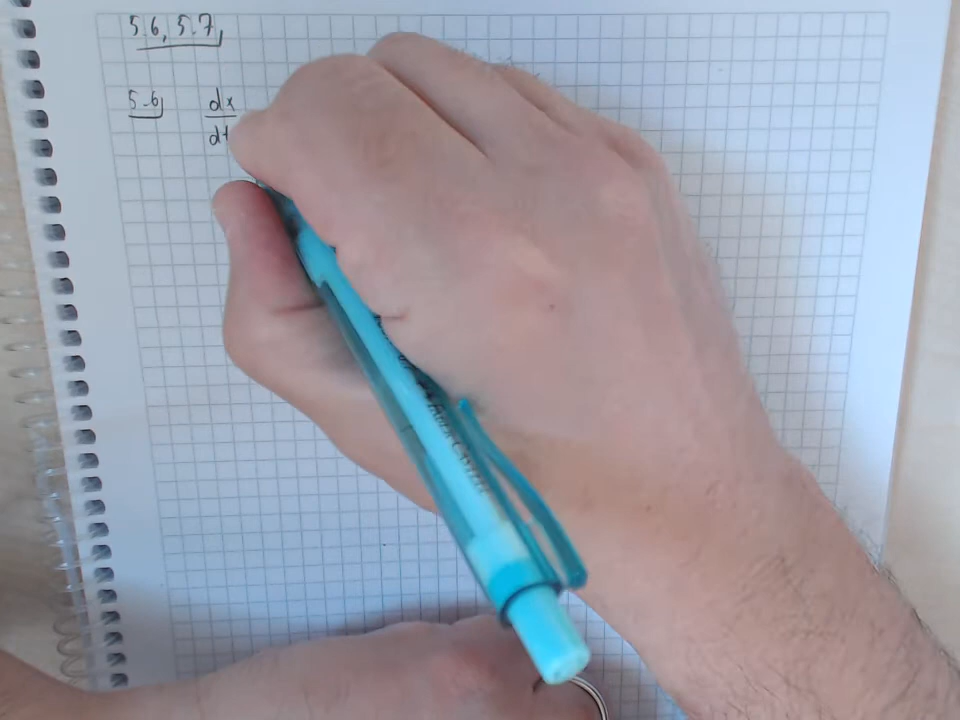 5.6, 5.7,
5.6, dx
dt